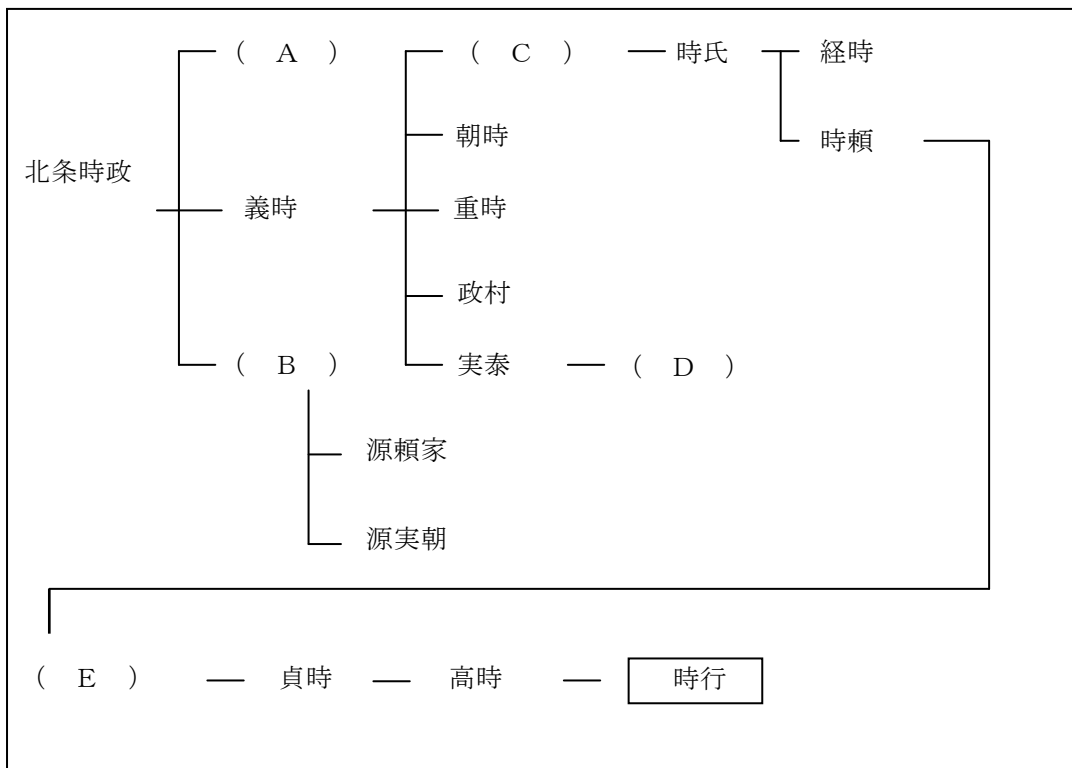 ( A ) ( C ) 時氏 経時
朝時 時頼
北条時政
義時 重時
政村
( B ) 実泰 ( D )
源頼家
源実朝
( E ) 貞時 高時 時行